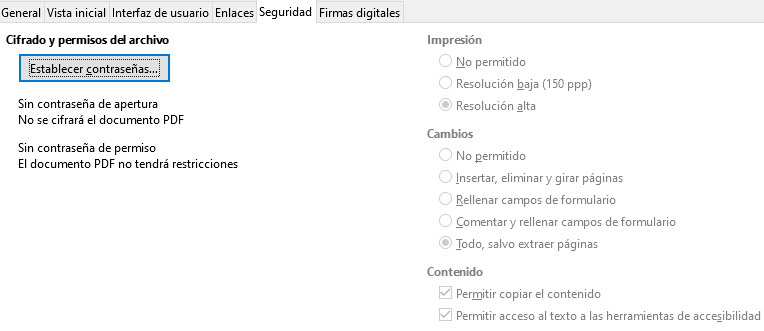 General
Vista inicial
Interfaz de usuario
Enlaces
Seguridad
Firmas digitales
Cifrado y permisos del archivo
Establecer contraseñas...
Sin contraseña de apertura
No se cifrará el documento PDF
Sin contraseña de permiso
El documento PDF no tendrá restricciones
Impresión
No permitido
Resolución baja (150 ppp)
Resolución alta
Cambios
No permitido
Insertar, eliminar y girar páginas
Rellenar campos de formulario
Comentar y rellenar campos de formulario
Todo, salvo extraer páginas
Contenido
Permitir copiar el contenido
Permitir acceso al texto a las herramientas de accesibilidad